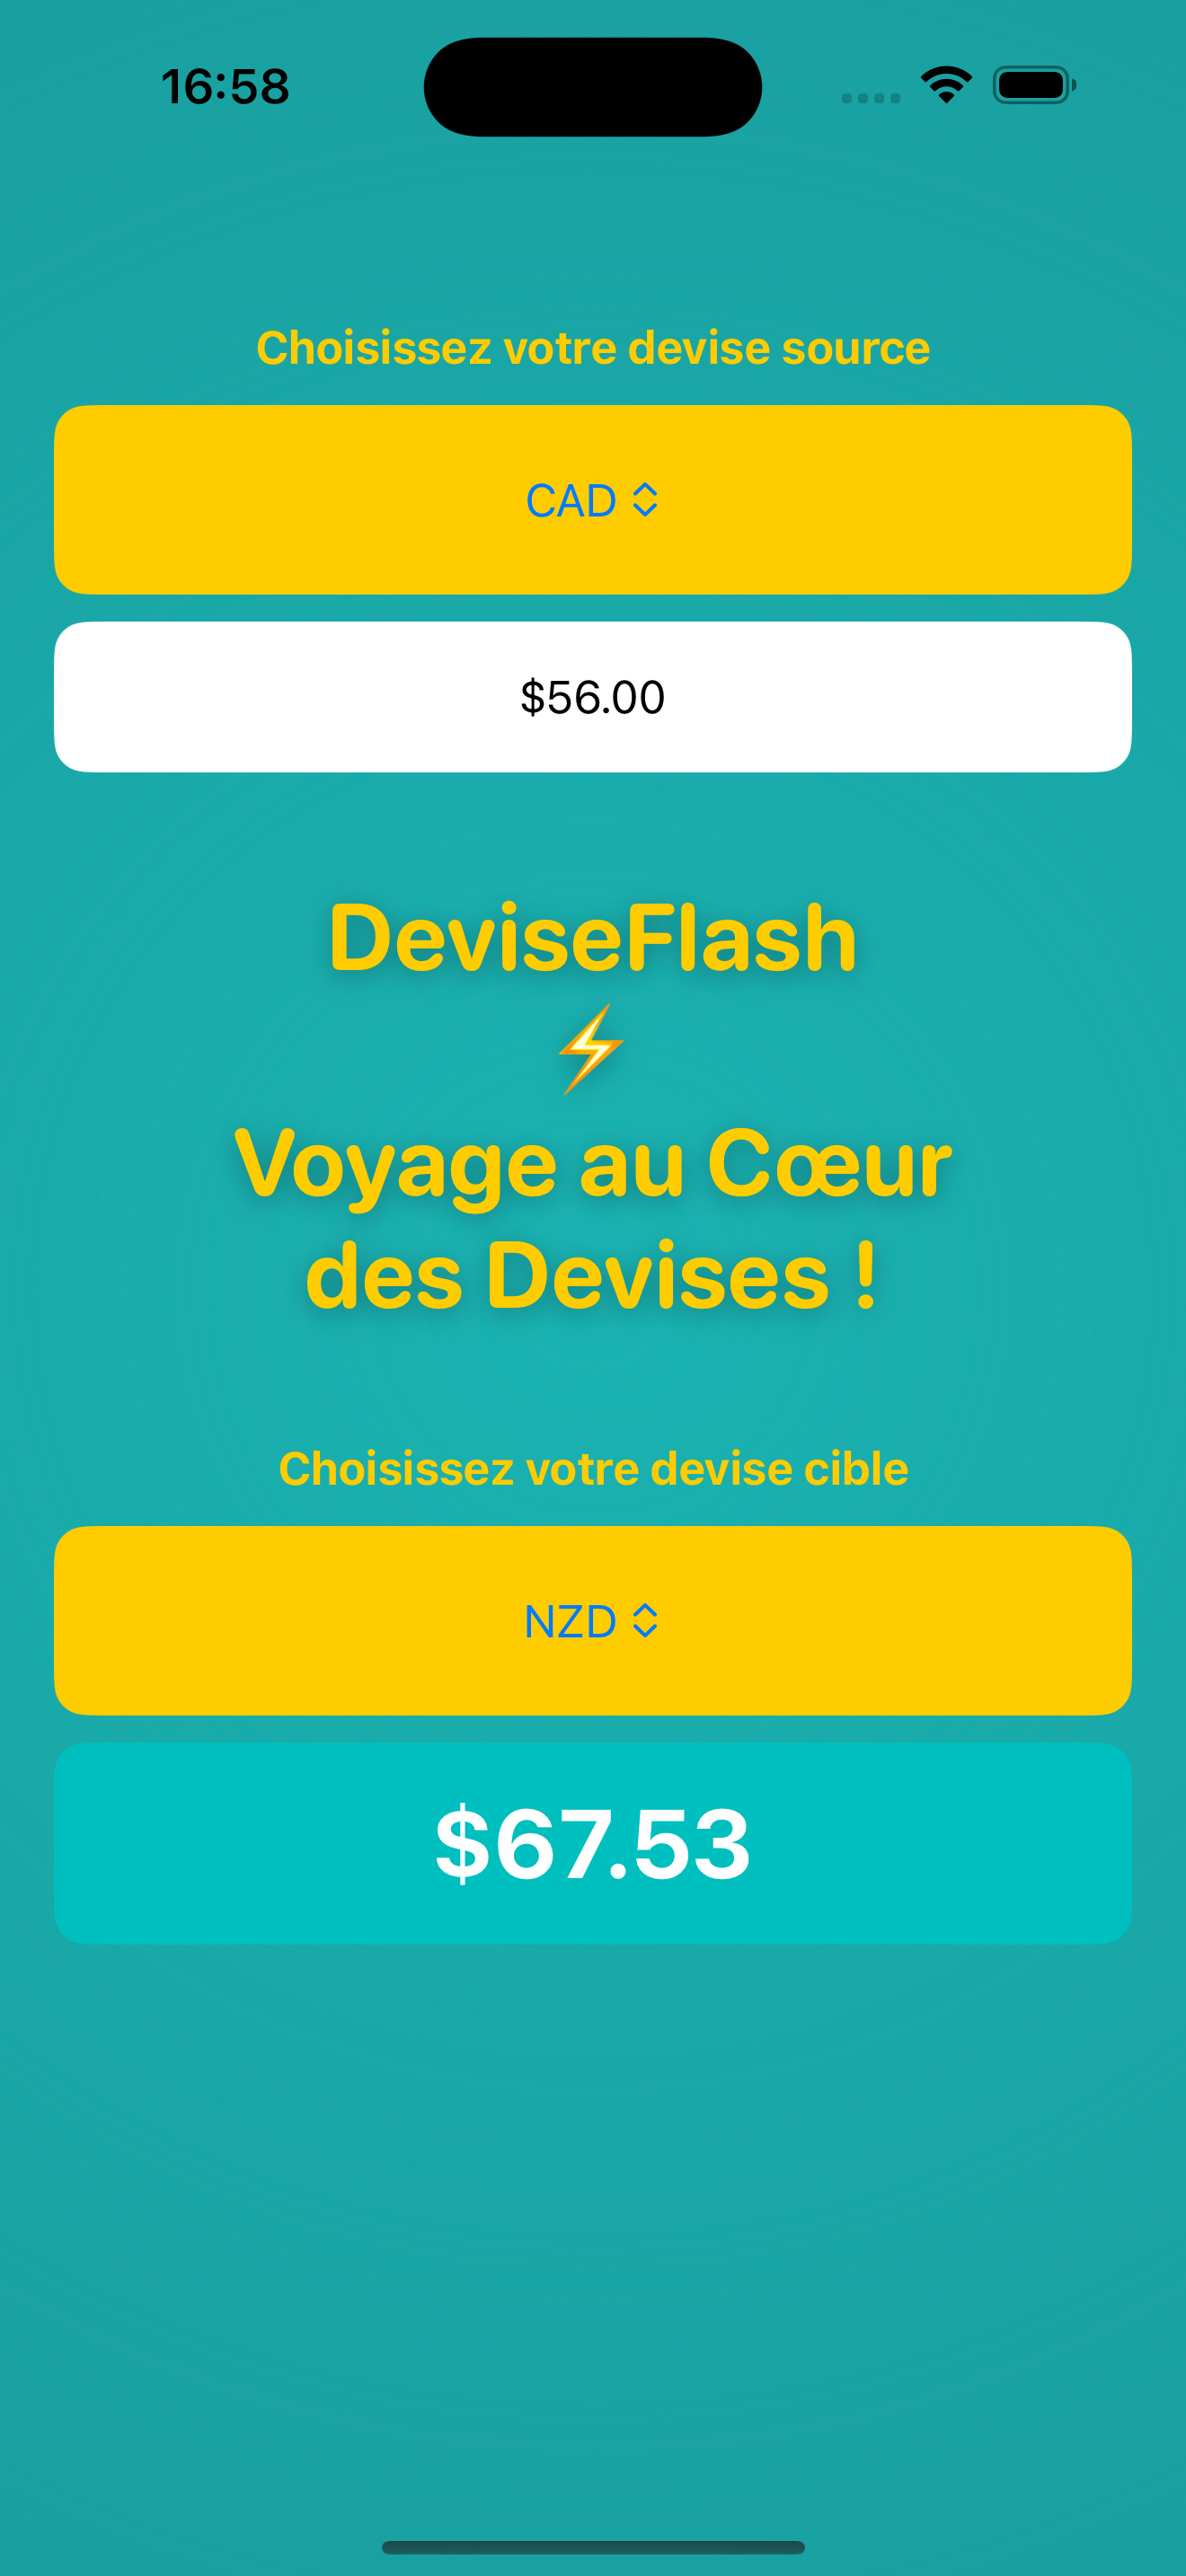 16:58
Choisissez votre devise source
CAD
$56.00
DeviseFlash
⚡
Voyage au Cœur
des Devises !
Choisissez votre devise cible
NZD
$67.53